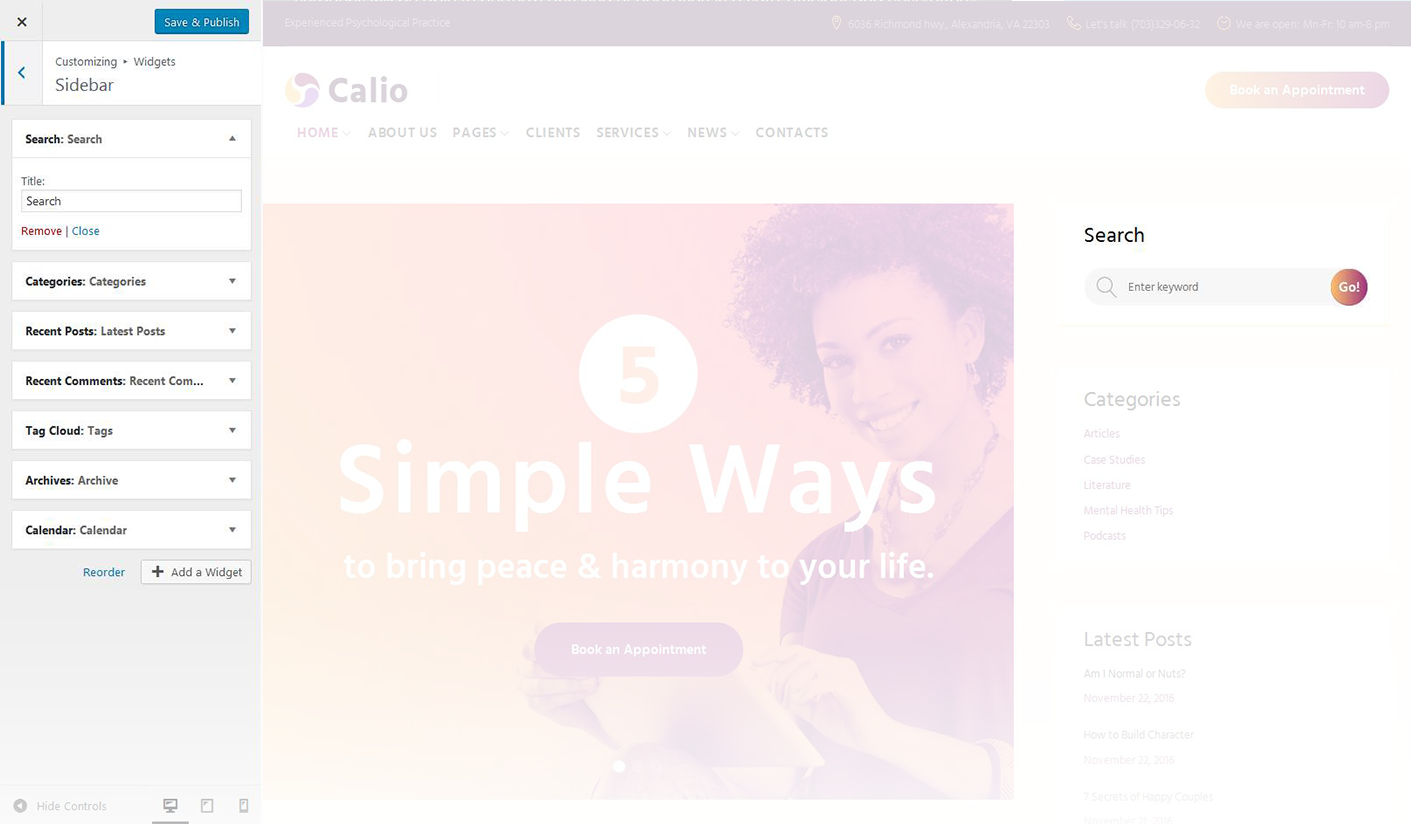 Save & Publish
Customizing ▸ Widgets
Sidebar
Search: Search
Title:
Search
Remove | Close
Categories: Categories
Recent Posts: Latest Posts
Recent Comments: Recent Com...
Tag Cloud: Tags
Archives: Archive
Calendar: Calendar
Reorder
Add a Widget
Hide Controls
Experienced Psychological Practice
6036 Richmond hwy., Alexandria, VA 22303
Let's talk (703)329-06-32
We are open: Mn-Fr: 10 am-8 pm
Calio
Book an Appointment
HOME ABOUT US PAGES CLIENTS SERVICES NEWS CONTACTS
5
Simple Ways
to bring peace & harmony to your life.
Book an Appointment
Search
Enter keyword
Go!
Categories
Articles
Case Studies
Literature
Mental Health Tips
Podcasts
Latest Posts
Am I Normal or Nuts?
November 22, 2016
How to Build Character
November 22, 2016
7 Secrets of Happy Couples
November 21, 2016